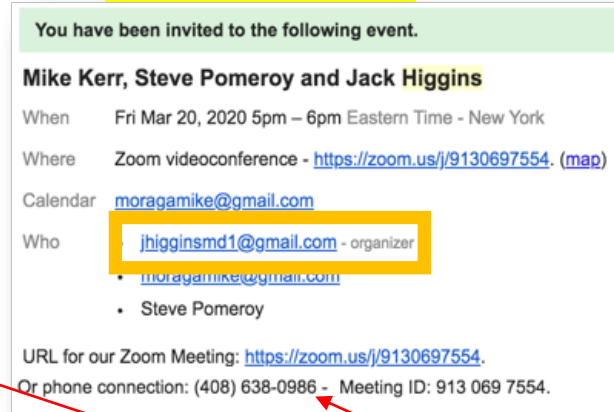 You have been invited to the following event.
Mike Kerr, Steve Pomeroy and Jack Higgins
When Fri Mar 20, 2020 5pm – 6pm Eastern Time - New York
Where Zoom videoconference - https://zoom.us/j/9130697554. (map)
Calendar moragamike@gmail.com
Who • jhigginsmd1@gmail.com - organizer
• moragamike@gmail.com
• Steve Pomeroy
URL for our Zoom Meeting: https://zoom.us/j/9130697554.
Or phone connection: (408) 638-0986 - Meeting ID: 913 069 7554.